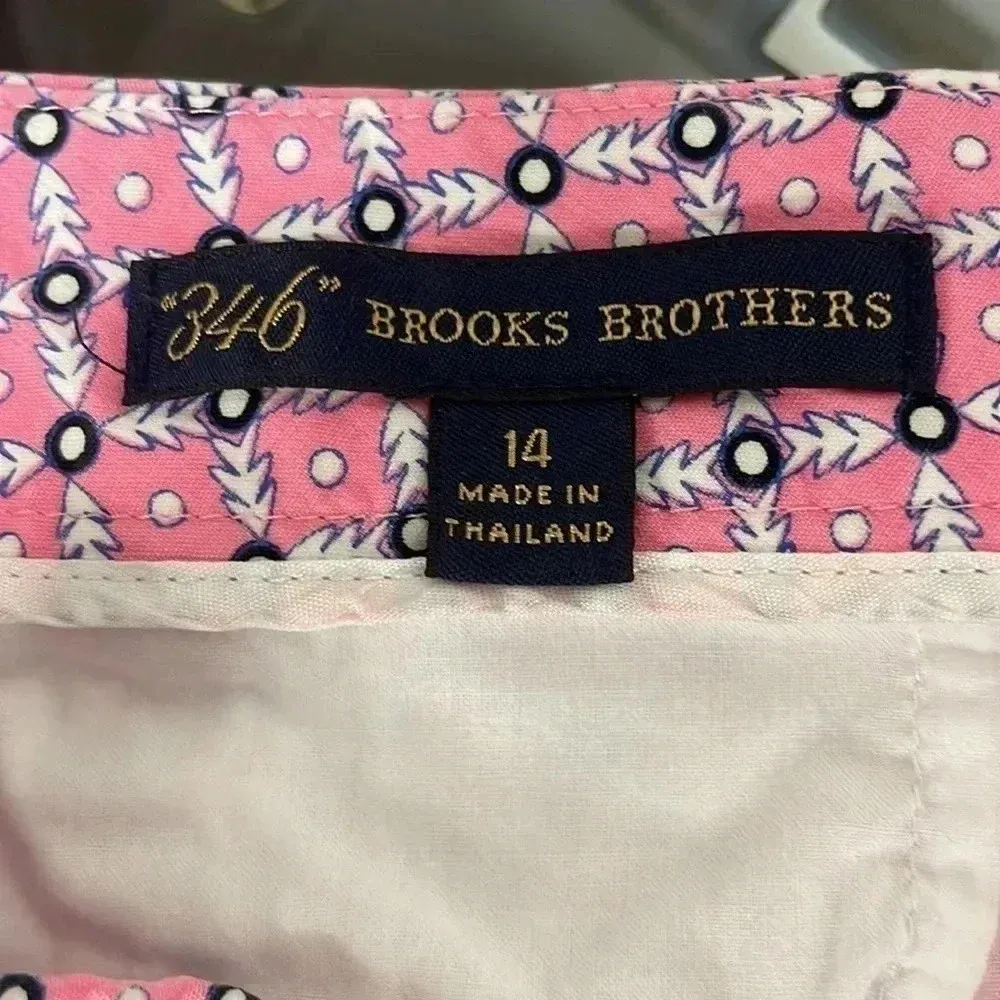 "346" BROOKS BROTHERS
14
MADE IN
THAILAND